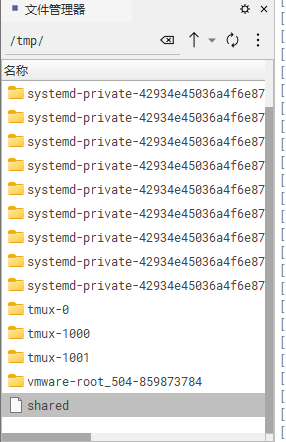 文件管理器
/tmp/
名称
systemd-private-42934e45036a4f6e87
systemd-private-42934e45036a4f6e87
systemd-private-42934e45036a4f6e87
systemd-private-42934e45036a4f6e87
systemd-private-42934e45036a4f6e87
systemd-private-42934e45036a4f6e87
systemd-private-42934e45036a4f6e87
systemd-private-42934e45036a4f6e87
systemd-private-42934e45036a4f6e87
tmux-0
tmux-1000
tmux-1001
vmware-root_504-859873784
shared